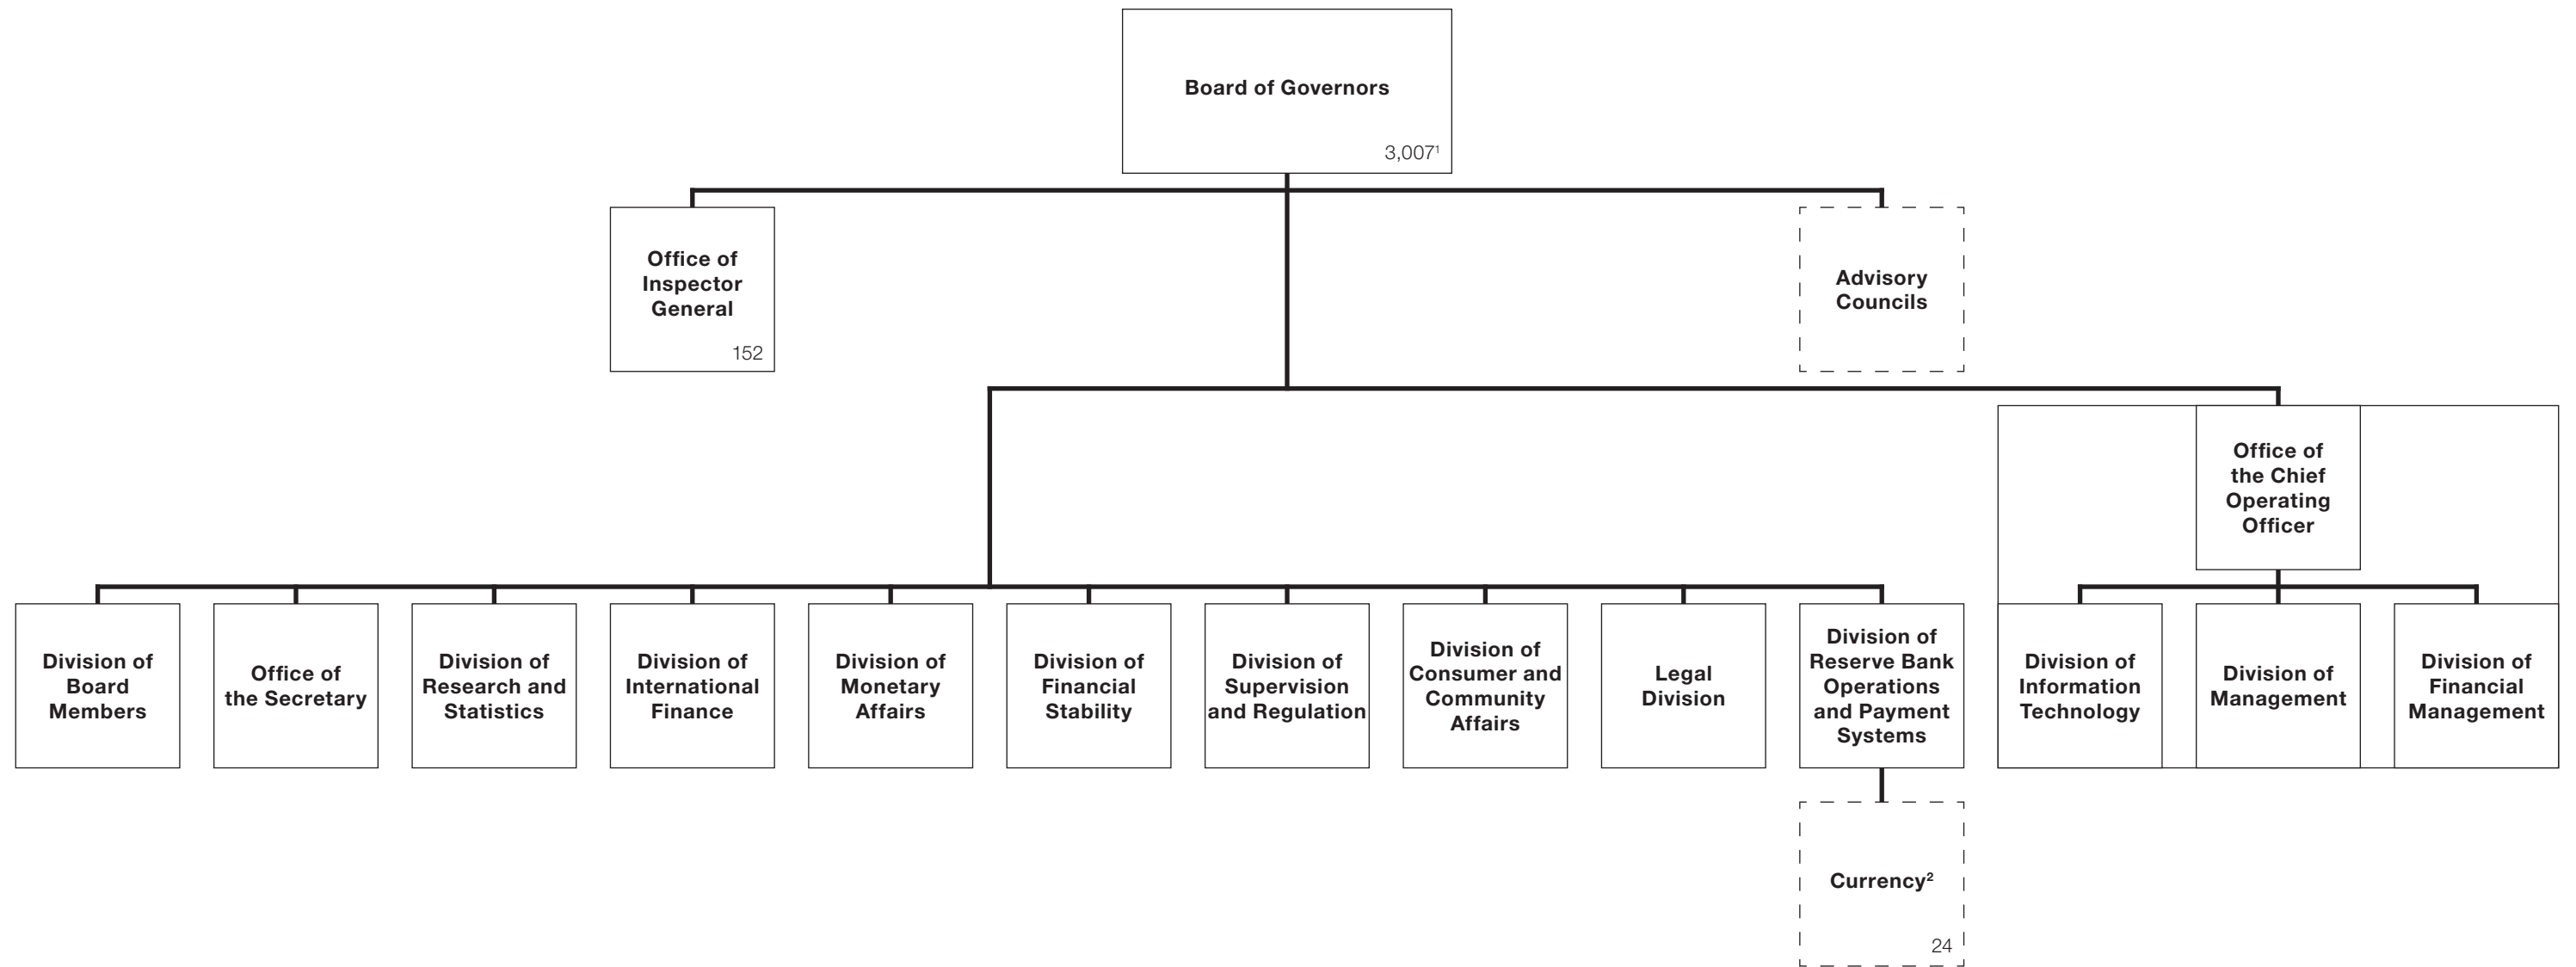 Board of Governors
3,007¹
Office of
Inspector
General
152
Advisory
Councils
Office of
the Chief
Operating
Officer
Division of
Board
Members
Office of
the Secretary
Division of
Research and
Statistics
Division of
International
Finance
Division of
Monetary
Affairs
Division of
Financial
Stability
Division of
Supervision
and Regulation
Division of
Consumer and
Community
Affairs
Legal
Division
Division of
Reserve Bank
Operations
and Payment
Systems
Division of
Information
Technology
Division of
Management
Division of
Financial
Management
Currency²
24